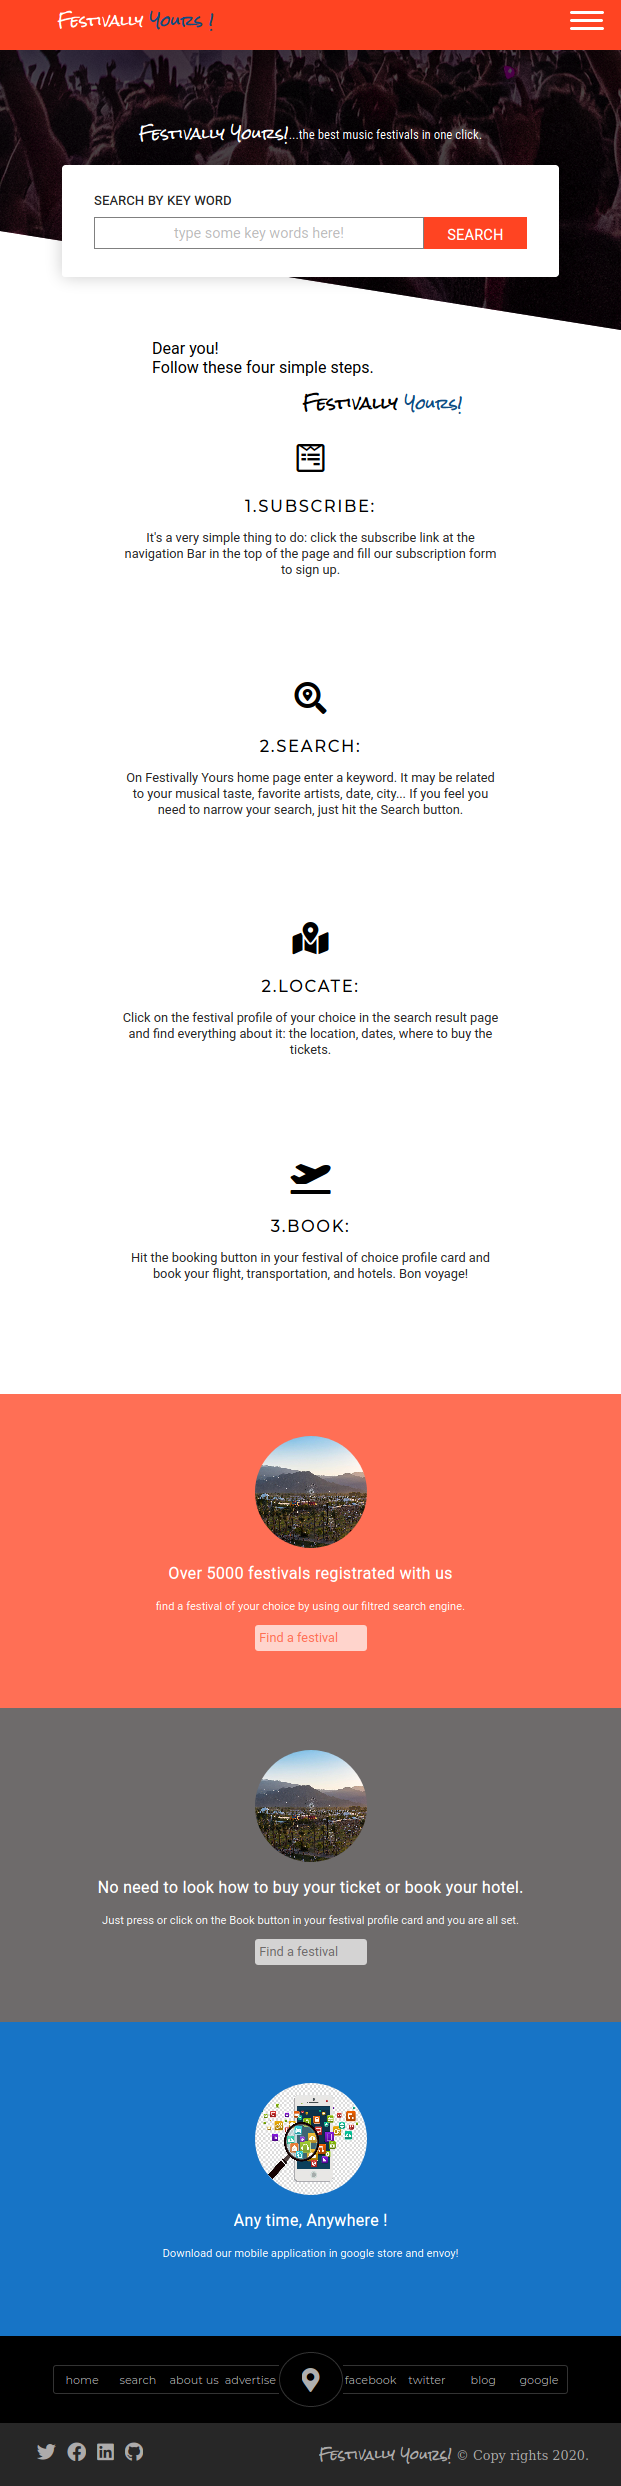 Festivally Yours !
Festivally Yours!...the best music festivals in one click.
SEARCH BY KEY WORD
type some key words here!
SEARCH
Dear you!
Follow these four simple steps.
Festivally Yours!
1.SUBSCRIBE:
It's a very simple thing to do: click the subscribe link at the
navigation Bar in the top of the page and fill our subscription form
to sign up.
2.SEARCH:
On Festivally Yours home page enter a keyword. It may be related
to your musical taste, favorite artists, date, city... If you feel you
need to narrow your search, just hit the Search button.
2.LOCATE:
Click on the festival profile of your choice in the search result page
and find everything about it: the location, dates, where to buy the
tickets.
3.BOOK:
Hit the booking button in your festival of choice profile card and
book your flight, transportation, and hotels. Bon voyage!
Over 5000 festivals registrated with us
find a festival of your choice by using our filtred search engine.
Find a festival
No need to look how to buy your ticket or book your hotel.
Just press or click on the Book button in your festival profile card and you are all set.
Find a festival
Any time, Anywhere !
Download our mobile application in google store and envoy!
home search about us advertise facebook twitter blog google
Festivally Yours! © Copy rights 2020.